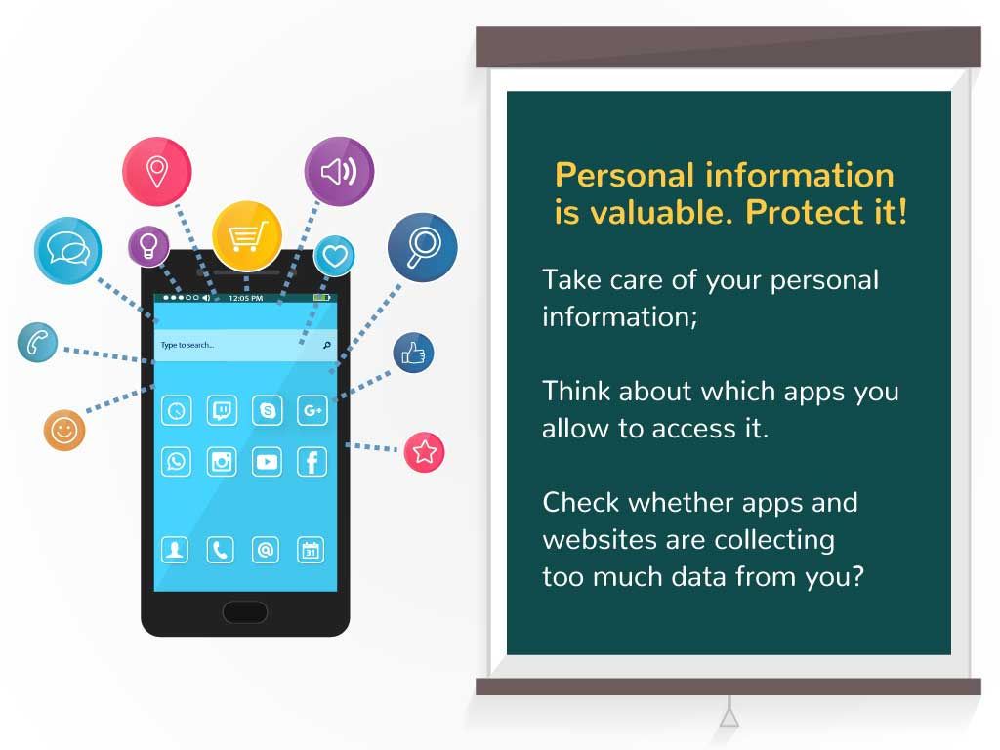 12:05 PM
Type to search...
G+
31
Personal information
is valuable. Protect it!
Take care of your personal
information;
Think about which apps you
allow to access it.
Check whether apps and
websites are collecting
too much data from you?